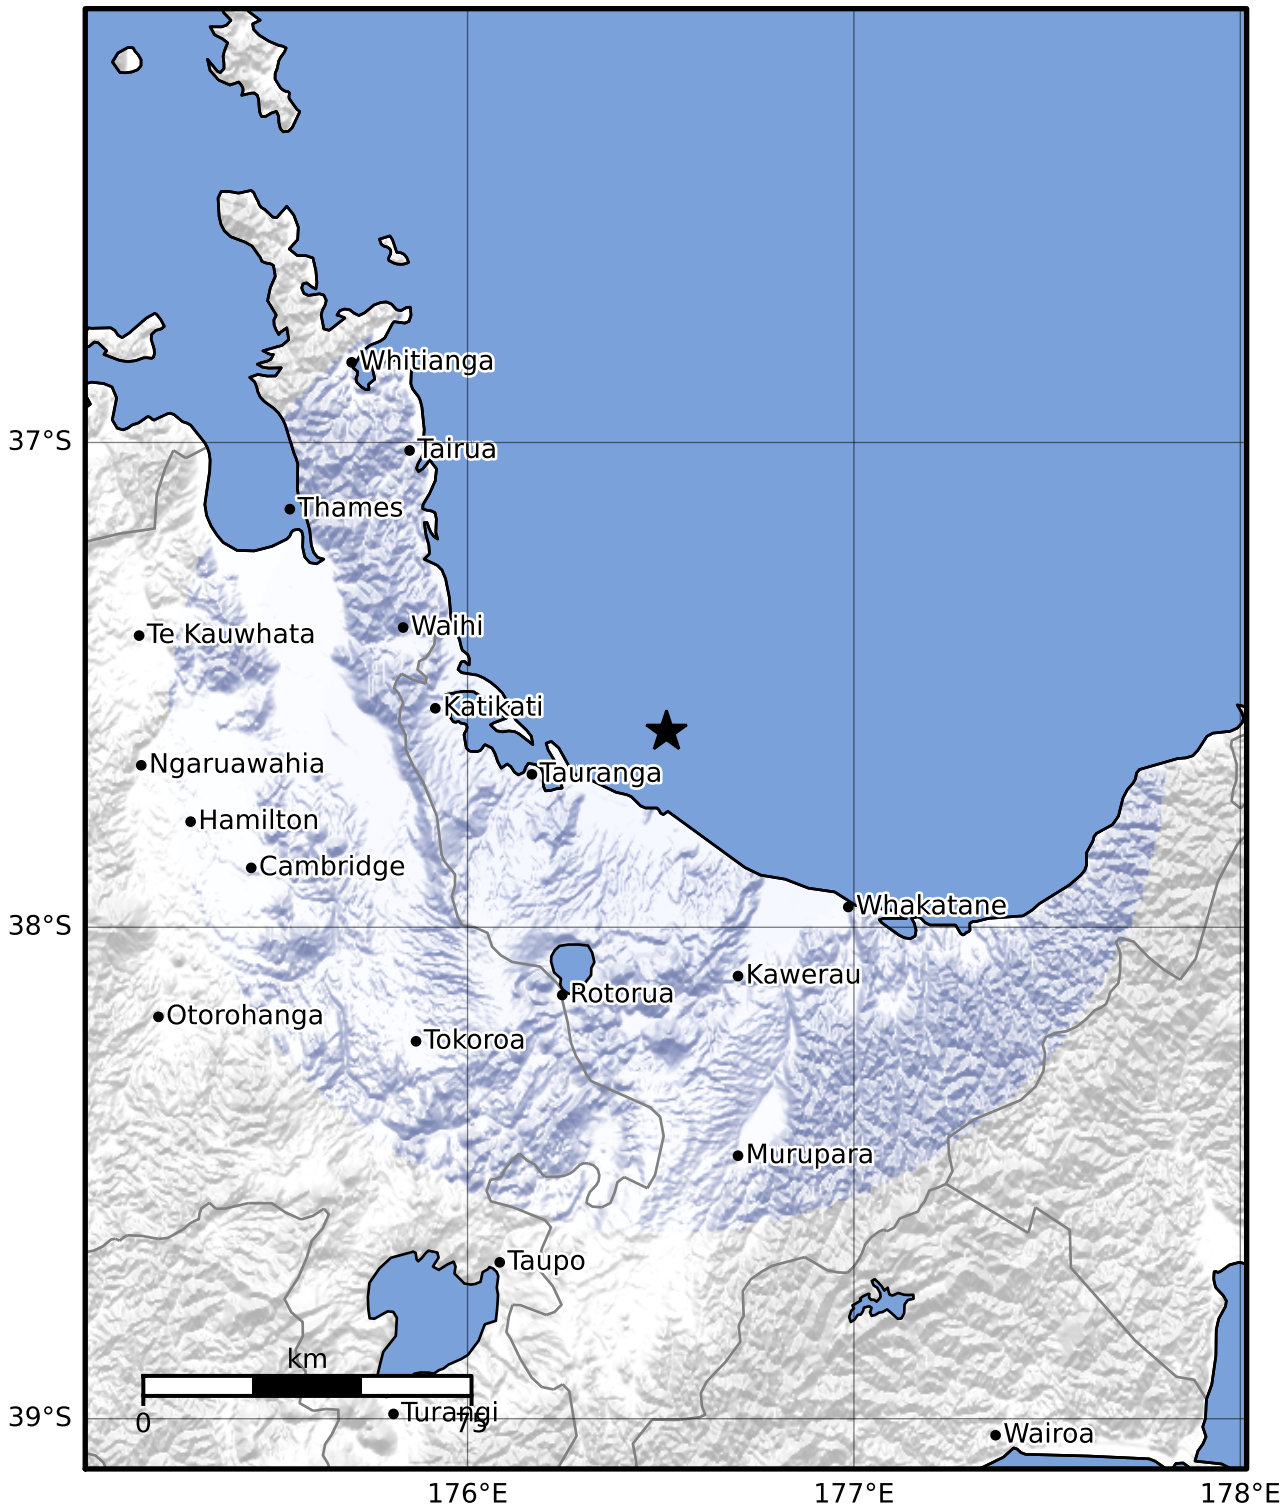 Whitianga
37°S
Tairua
Thames
Waihi
Te Kauwhata
Katikati
Ngaruawahia
Tauranga
Hamilton
Cambridge
Whakatane
38°S
Kawerau
Rotorua
Otorohanga
Tokoroa
Murupara
Taupo
km
0
75
Turangi
39°S
Wairoa
176°E
177°E
178°E